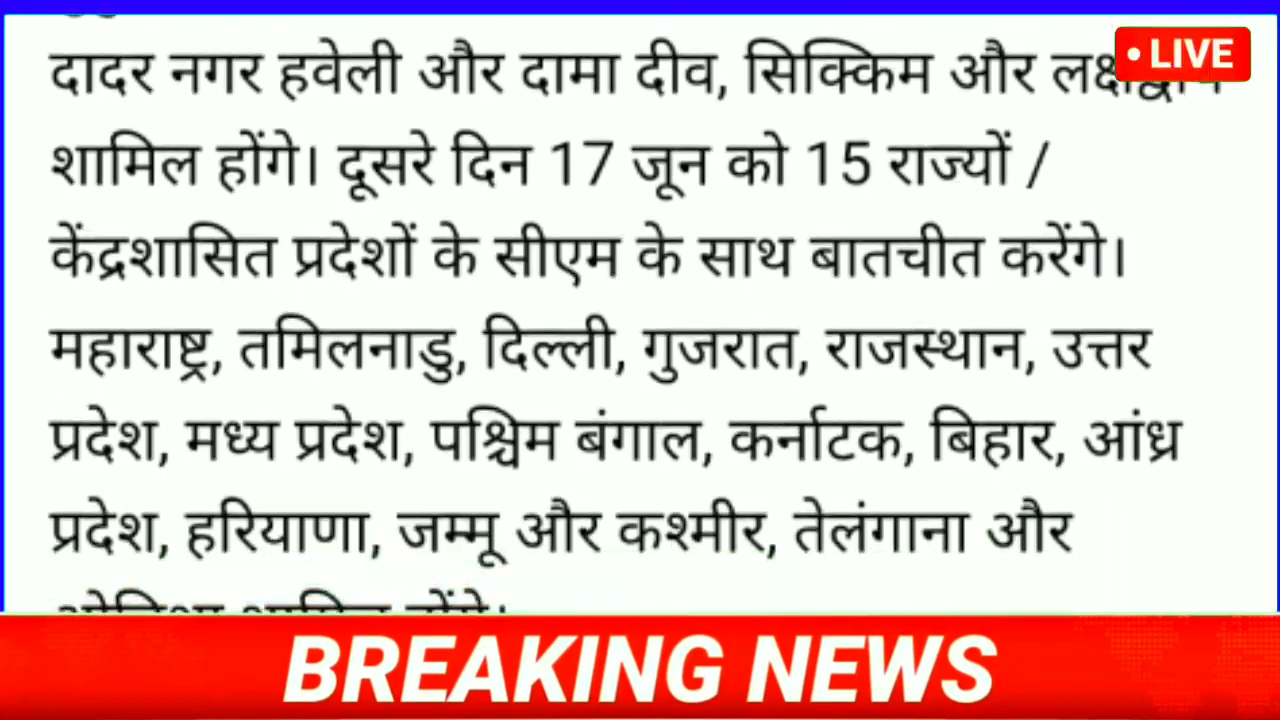 LIVE
दादर नगर हवेली और दामा दीव, सिक्किम और
शामिल होंगे। दूसरे दिन 17 जून को 15 राज्यों /
केंद्रशासित प्रदेशों के सीएम के साथ बातचीत करेंगे।
महाराष्ट्र, तमिलनाडु, दिल्ली, गुजरात, राजस्थान, उत्तर
प्रदेश, मध्य प्रदेश, पश्चिम बंगाल, कर्नाटक, बिहार, आंध्र
प्रदेश, हरियाणा, जम्मू और कश्मीर, तेलंगाना और
BREAKING NEWS